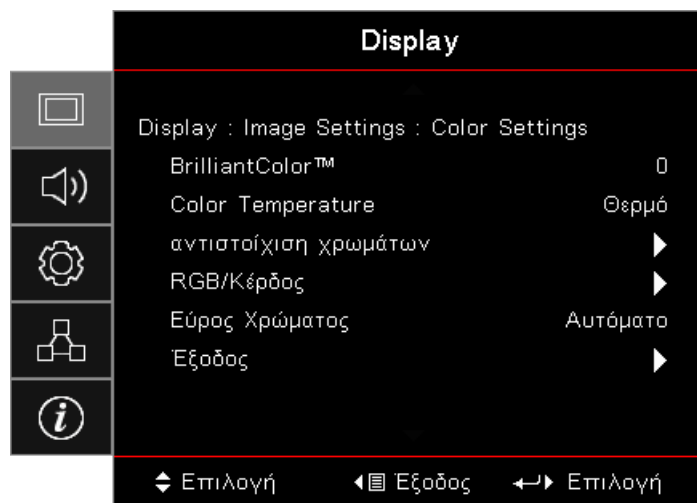 Display
Display : Image Settings : Color Settings
BrilliantColor™ 0
Color Temperature Θερμό
αντιστοίχιση χρωμάτων
RGB/Κέρδος
Εύρος Χρώματος Αυτόματο
Έξοδος
Επιλογή Έξοδος Επιλογή